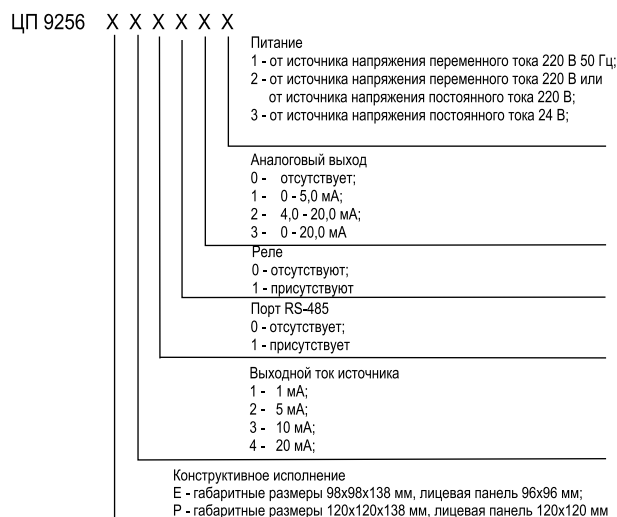 ЦП 9256 X X X X X X
Питание
1 - от источника напряжения переменного тока 220 В 50 Гц;
2 - от источника напряжения переменного тока 220 В или
от источника напряжения постоянного тока 220 В;
3 - от источника напряжения постоянного тока 24 В;
Аналоговый выход
0 - отсутствует;
1 - 0 - 5,0 мА;
2 - 4,0 - 20,0 мА;
3 - 0 - 20,0 мА
Реле
0 - отсутствуют;
1 - присутствуют
Порт RS-485
0 - отсутствует;
1 - присутствует
Выходной ток источника
1 - 1 мА;
2 - 5 мА;
3 - 10 мА;
4 - 20 мА;
Конструктивное исполнение
Е - габаритные размеры 98х98х138 мм, лицевая панель 96х96 мм;
Р - габаритные размеры 120х120х138 мм, лицевая панель 120х120 мм